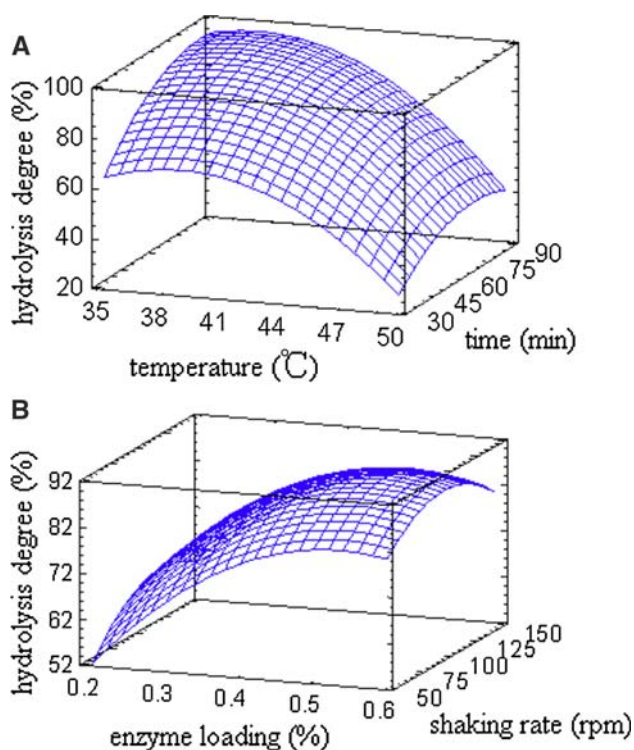 A
hydrolysis degree (%)
100
80
60
40
20
35 38 41 44 47 50
temperature (℃)
30 45 60 75 90
time (min)
B
hydrolysis degree (%)
92
82
72
62
52
0.2 0.3 0.4 0.5 0.6
enzyme loading (%)
50 75 100 125 150
shaking rate (rpm)